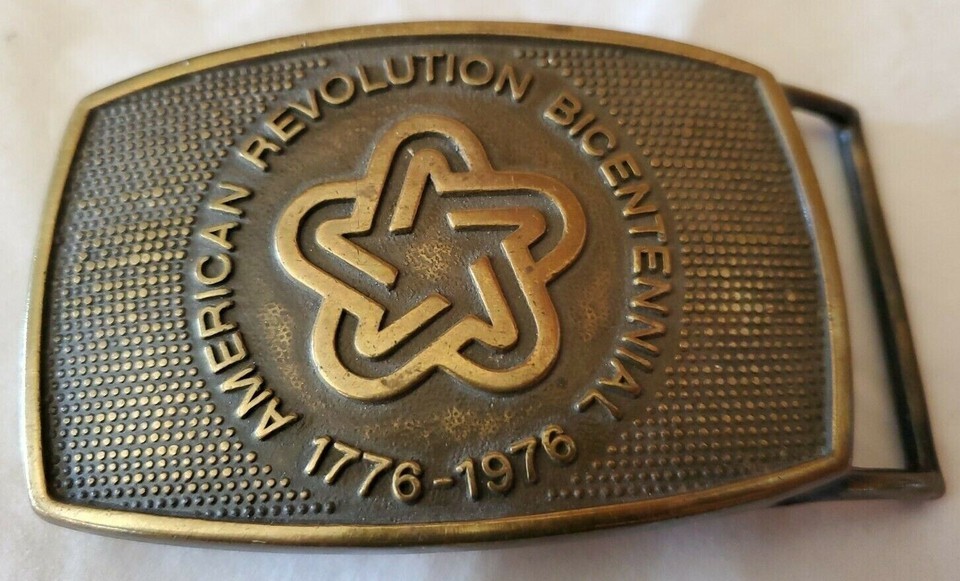 AMERICAN REVOLUTION BICENTENNIAL
1776-1976